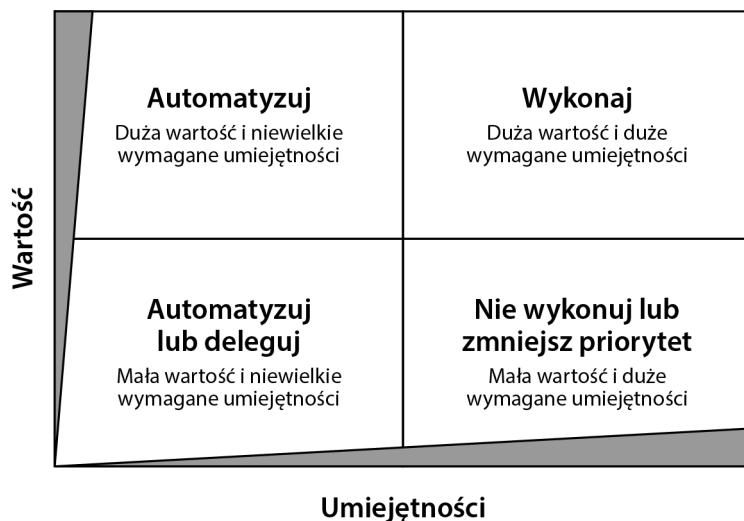 Wartość
Automatyzuj
Duża wartość i niewielkie
wymagane umiejętności
Wykonaj
Duża wartość i duże
wymagane umiejętności
Automatyzuj
lub deleguj
Mała wartość i niewielkie
wymagane umiejętności
Nie wykonuj lub
zmniejsz priorytet
Mała wartość i duże
wymagane umiejętności
Umiejętności